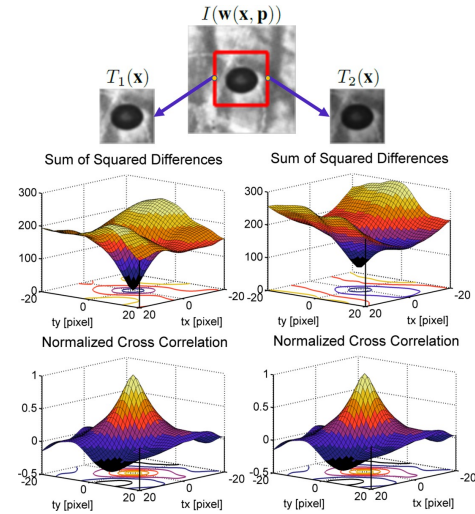 I(w(x, p))
T₁(x) T₂(x)
Sum of Squared Differences Sum of Squared Differences
300 300
200 200
100 100
0 0
-20 -20 -20 -20
0 0 0 0
ty [pixel] 20 20 tx [pixel] ty [pixel] 20 20 tx [pixel]
Normalized Cross Correlation Normalized Cross Correlation
1 1
0.5 0.5
0 0
-0.5 -0.5
-20 -20 -20 -20
0 0 0 0
ty [pixel] 20 20 tx [pixel] ty [pixel] 20 20 tx [pixel]